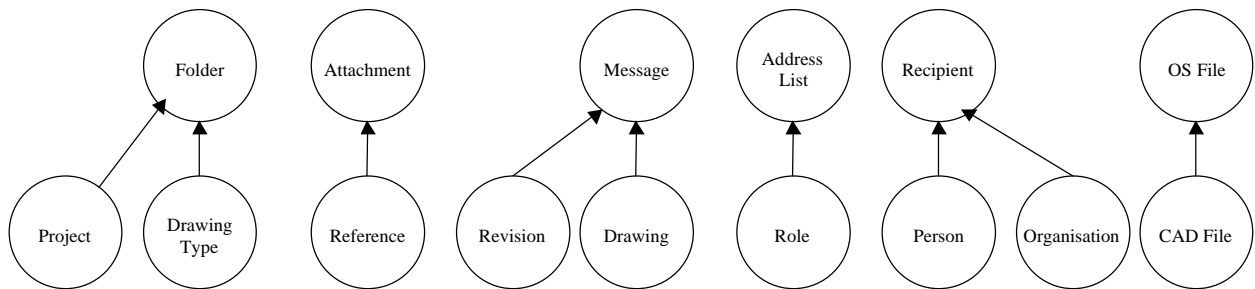 Folder
Attachment
Message
Address
List
Recipient
OS File
Project
Drawing
Type
Reference
Revision
Drawing
Role
Person
Organisation
CAD File